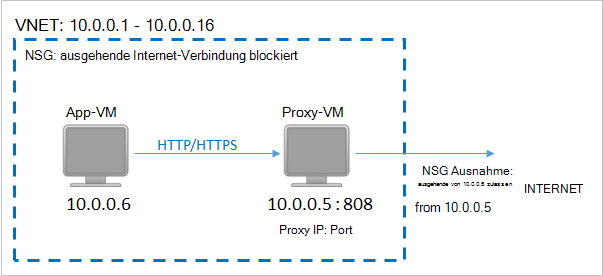 VNET: 10.0.0.1 - 10.0.0.16
NSG: ausgehende Internet-Verbindung blockiert
App-VM
Proxy-VM
HTTP/HTTPS
10.0.0.6
10.0.0.5:808
Proxy IP: Port
NSG Ausnahme:
ausgehende von 10.0.0.5 zulassen
from 10.0.0.5
INTERNET